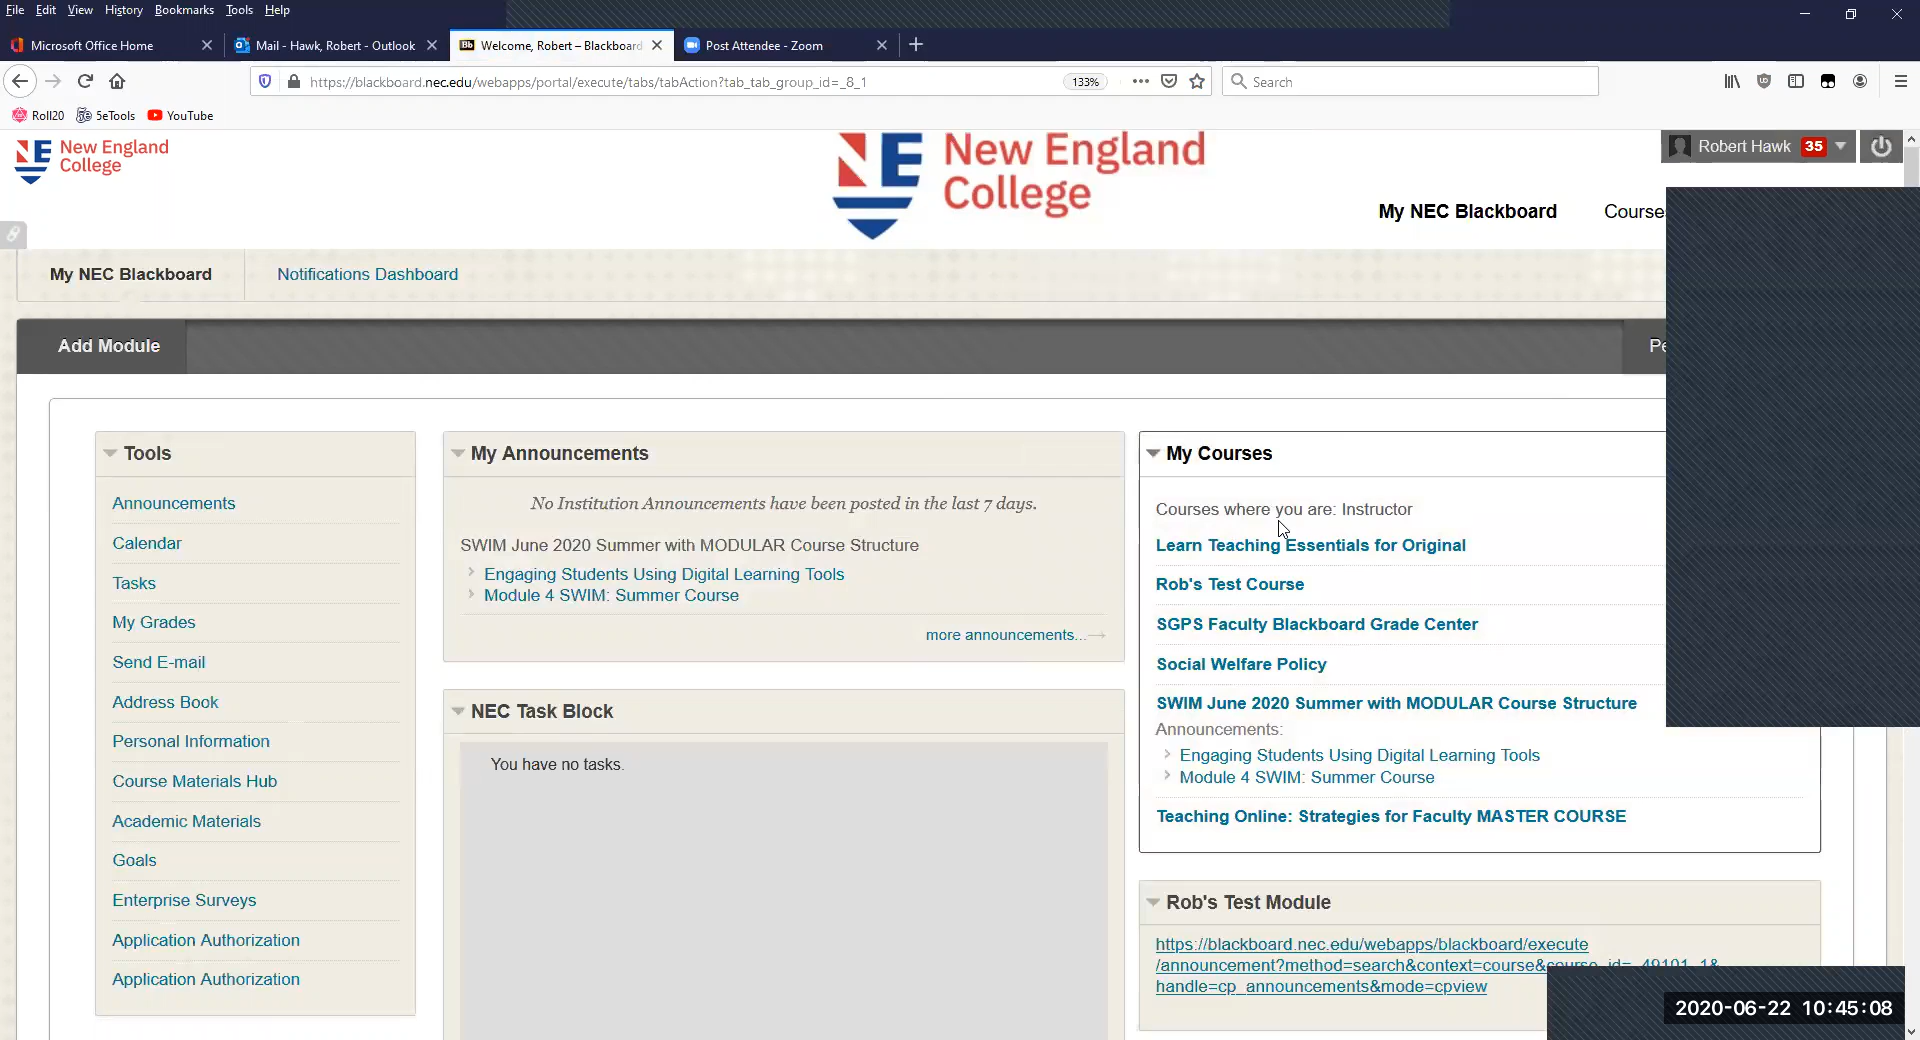 File Edit View History Bookmarks Tools Help
Microsoft Office Home
Mail - Hawk, Robert - Outlook
Welcome, Robert – Blackboard
Post Attendee - Zoom
https://blackboard.nec.edu/webapps/portal/execute/tabs/tabAction?tab_tab_group_id=_8_1
133%
Search
Roll20 5eTools YouTube
New England
College
New England
College
Robert Hawk 35
My NEC Blackboard
Course
My NEC Blackboard
Notifications Dashboard
Add Module
Pe
Tools
Announcements
Calendar
Tasks
My Grades
Send E-mail
Address Book
Personal Information
Course Materials Hub
Academic Materials
Goals
Enterprise Surveys
Application Authorization
Application Authorization
My Announcements
No Institution Announcements have been posted in the last 7 days.
SWIM June 2020 Summer with MODULAR Course Structure
Engaging Students Using Digital Learning Tools
Module 4 SWIM: Summer Course
more announcements...
NEC Task Block
You have no tasks.
My Courses
Courses where you are: Instructor
Learn Teaching Essentials for Original
Rob's Test Course
SGPS Faculty Blackboard Grade Center
Social Welfare Policy
SWIM June 2020 Summer with MODULAR Course Structure
Announcements:
Engaging Students Using Digital Learning Tools
Module 4 SWIM: Summer Course
Teaching Online: Strategies for Faculty MASTER COURSE
Rob's Test Module
https://blackboard.nec.edu/webapps/blackboard/execute
/announcement?method=search&context=course&course_id=_49101_1&
handle=cp_announcements&mode=cpview
2020-06-22 10:45:08